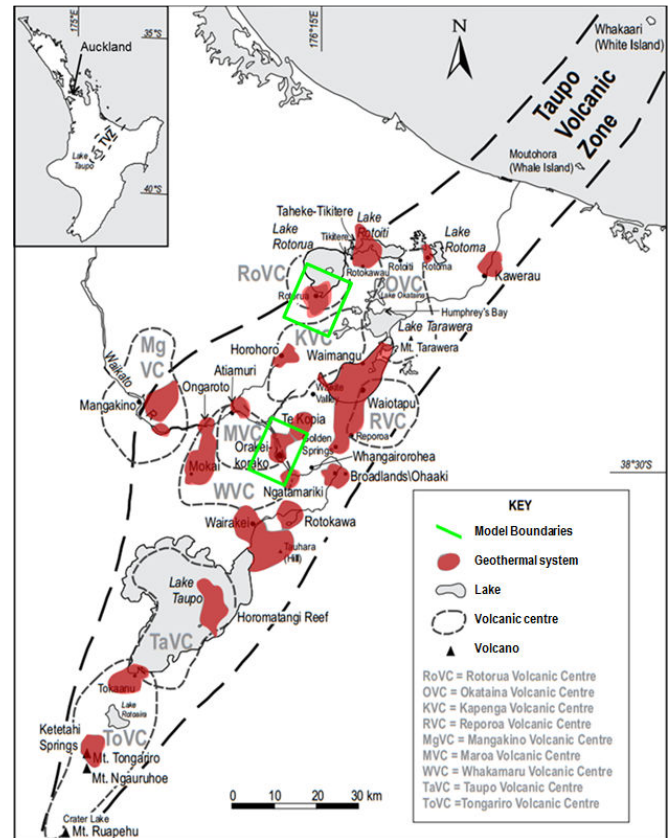 175°E
Auckland
35°S
TVZ
Lake
Taupo
40°S
176°15'E
N
Whakaari
(White Island)
Taupo
Volcanic
Zone
Moutohora
(Whale Island)
Taheke-Tikitere
Lake
Rotoiti
Lake
Rotorua
Tikitere
Lake
Rotoma
RoVC
Rotokawau
Rotoiti
Rotoma
Kawerau
OVC
Lake Okataina
Rotorua
Humphrey's Bay
Lake Tarawera
KVC
Mt. Tarawera
Mg
VC
Horohoro
Waimangu
Waikato
R.
Atiamuri
Waikite
Valley
Ongaroto
Mangakino
Waiotapu
Te Kopia
RVC
MVC
Golden
Springs
Reporoa
Orakei-
korako
Whangairorohea
38°30'S
Mokai
Broadlands\Ohaaki
WVC
Ngatamariki
Wairakei
Rotokawa
Tauhara
(Hill)
Lake
Taupo
Horomatangi Reef
TaVC
Tokaanu
Lake
Rotoaira
Ketetahi
Springs
ToVC
Mt. Tongariro
Mt. Ngauruhoe
Crater Lake
Mt. Ruapehu
0 10 20 30 km
KEY
Model Boundaries
Geothermal system
Lake
Volcanic centre
Volcano
RoVC = Rotorua Volcanic Centre
OVC = Okataina Volcanic Centre
KVC = Kapenga Volcanic Centre
RVC = Reporoa Volcanic Centre
MgVC = Mangakino Volcanic Centre
MVC = Maroa Volcanic Centre
WVC = Whakamaru Volcanic Centre
TaVC = Taupo Volcanic Centre
ToVC =Tongariro Volcanic Centre